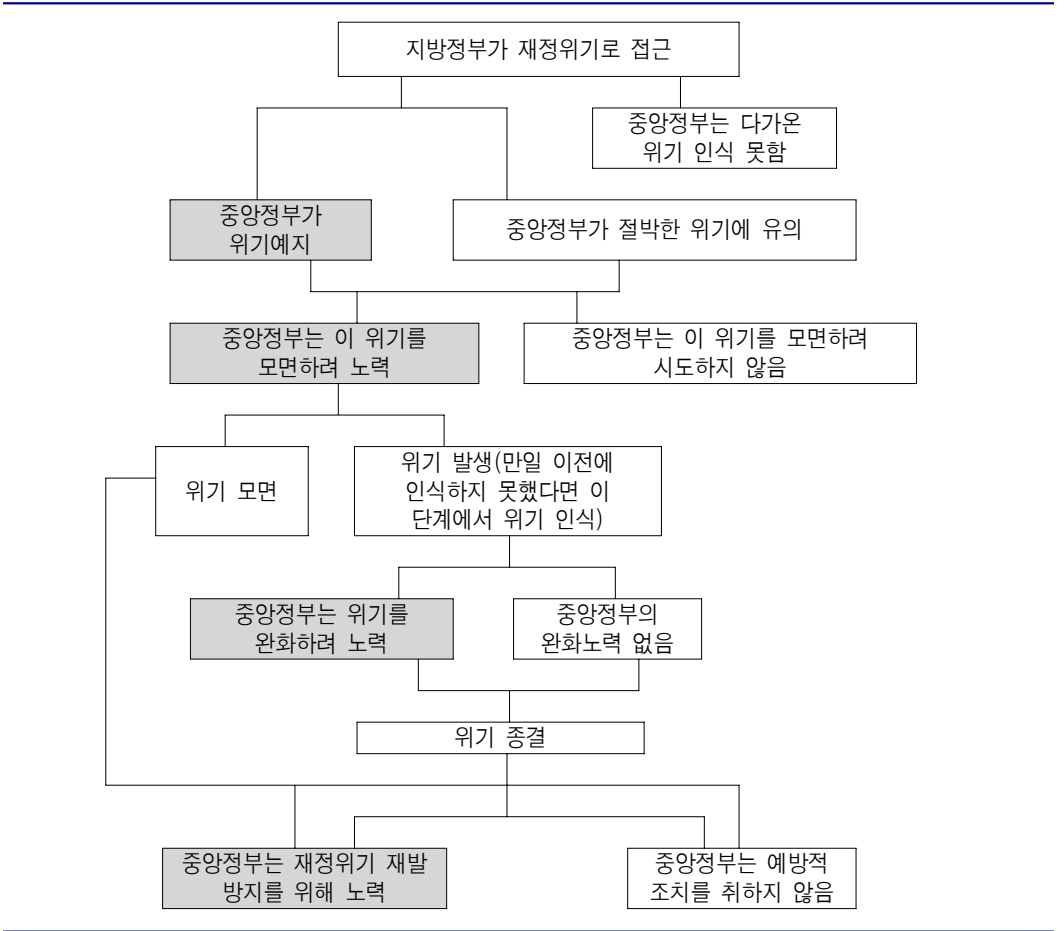 지방정부가 재정위기로 접근
중앙정부는 다가온
위기 인식 못함
중앙정부가
위기예지
중앙정부가 절박한 위기에 유의
중앙정부는 이 위기를
모면하려 노력
중앙정부는 이 위기를 모면하려
시도하지 않음
위기 모면
위기 발생(만일 이전에
인식하지 못했다면 이
단계에서 위기 인식)
중앙정부는 위기를
완화하려 노력
중앙정부의
완화노력 없음
위기 종결
중앙정부는 재정위기 재발
방지를 위해 노력
중앙정부는 예방적
조치를 취하지 않음